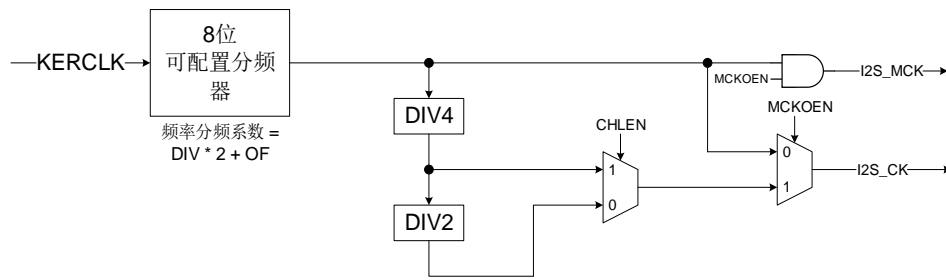 KERCLK
8位
可配置分频
器
频率分频系数 =
DIV * 2 + OF
MCKOEN
I2S_MCK
DIV4
CHLEN
MCKOEN
1
0
0
1
I2S_CK
DIV2